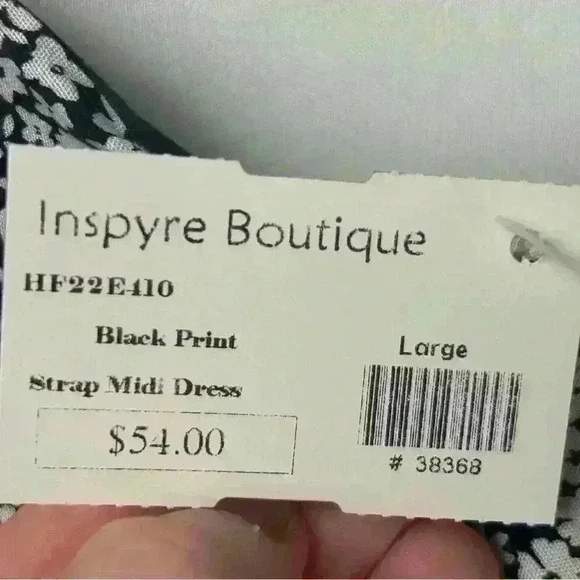 Inspyre Boutique
HF22E410
Black Print
Large
Strap Midi Dress
$54.00
# 38368